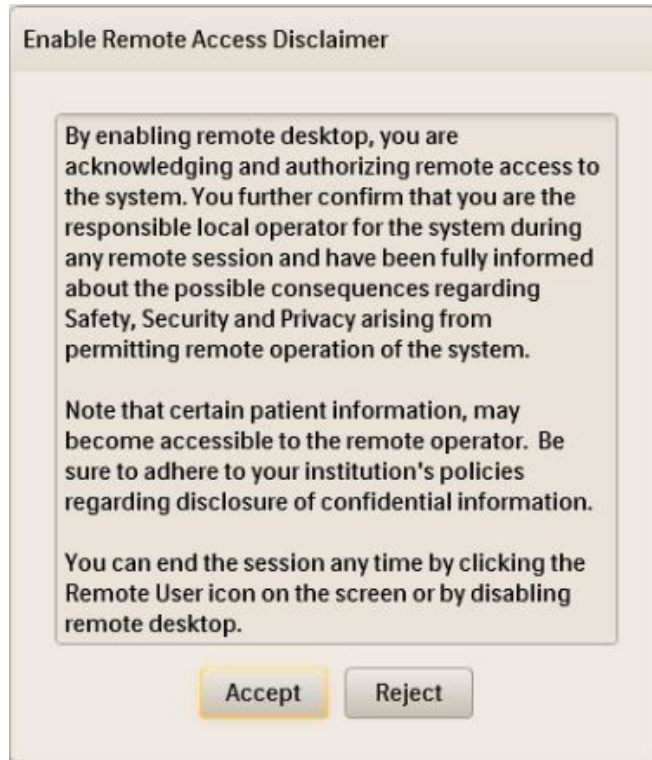 Enable Remote Access Disclaimer
By enabling remote desktop, you are
acknowledging and authorizing remote access to
the system. You further confirm that you are the
responsible local operator for the system during
any remote session and have been fully informed
about the possible consequences regarding
Safety, Security and Privacy arising from
permitting remote operation of the system.
Note that certain patient information, may
become accessible to the remote operator.  Be
sure to adhere to your institution's policies
regarding disclosure of confidential information.
You can end the session any time by clicking the
Remote User icon on the screen or by disabling
remote desktop.
Accept Reject